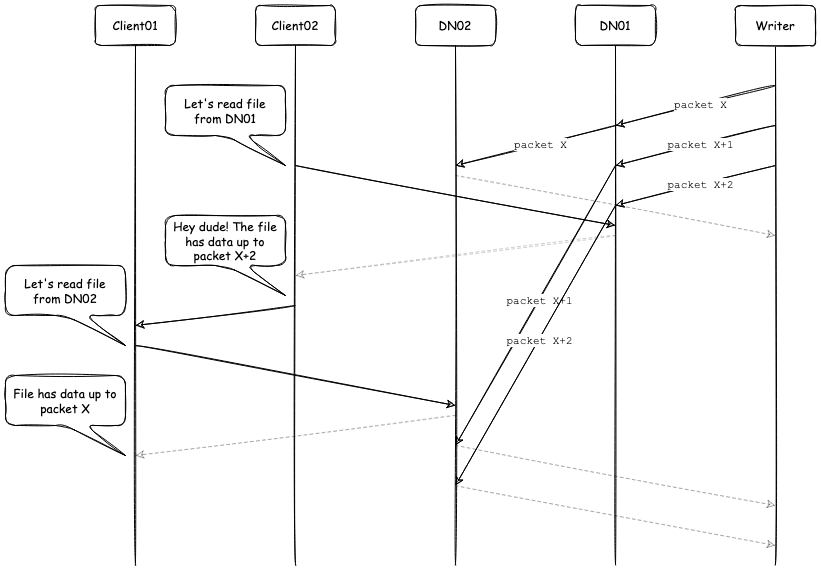 Client01
Client02
DN02
DN01
Writer
Let's read file
from DN01
packet X
packet X
packet X+1
packet X+2
Hey dude! The file
has data up to
packet X+2
Let's read file
from DN02
packet X+1
packet X+2
File has data up to
packet X